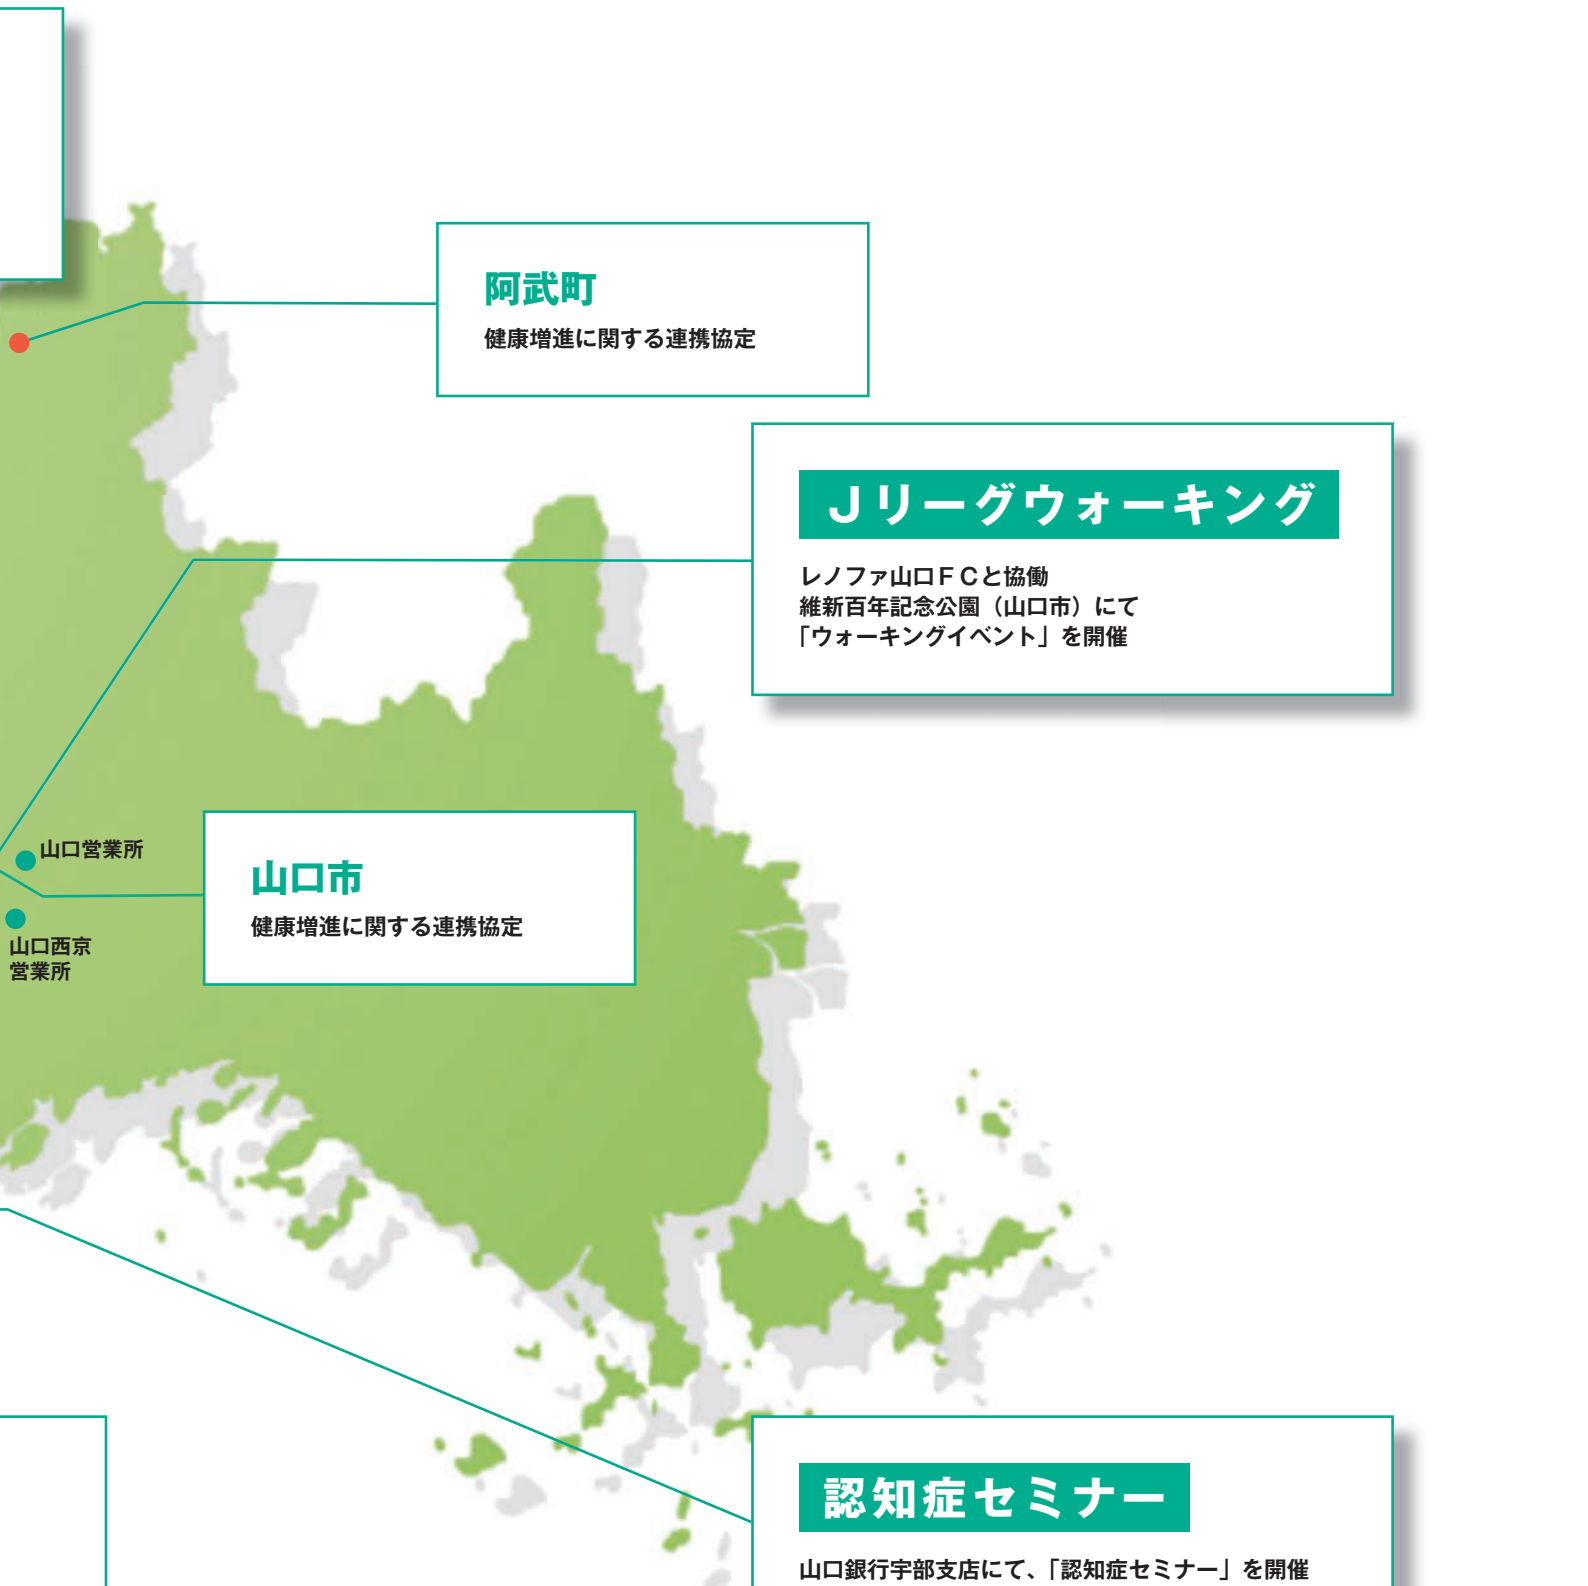 阿武町
健康増進に関する連携協定
Ｊリーグウォーキング
レノファ山口ＦＣと協働
維新百年記念公園（山口市）にて
「ウォーキングイベント」を開催
山口営業所
山口市
健康増進に関する連携協定
山口西京
営業所
認知症セミナー
山口銀行宇部支店にて、「認知症セミナー」を開催